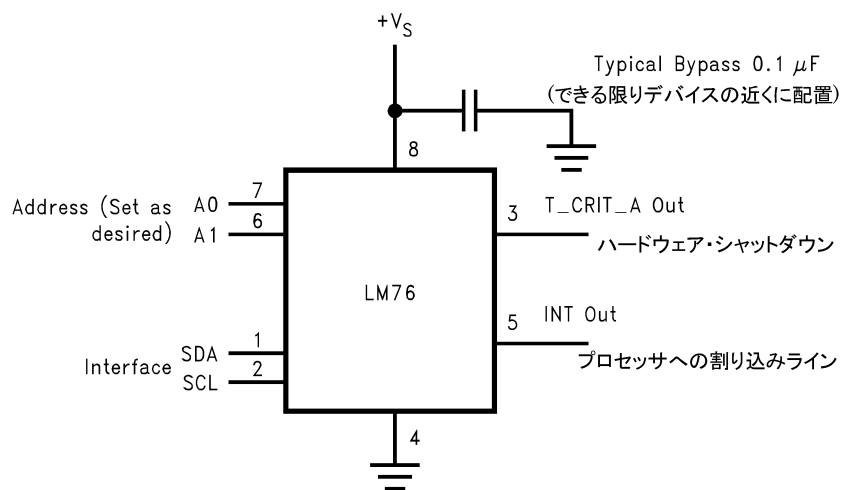 +VS
Typical Bypass 0.1 μF
(できる限りデバイスの近くに配置)
8
Address (Set as
desired)
A0
7
A1
6
3
T_CRIT_A Out
ハードウェア・シャットダウン
LM76
5
INT Out
プロセッサへの割り込みライン
Interface
SDA
1
SCL
2
4